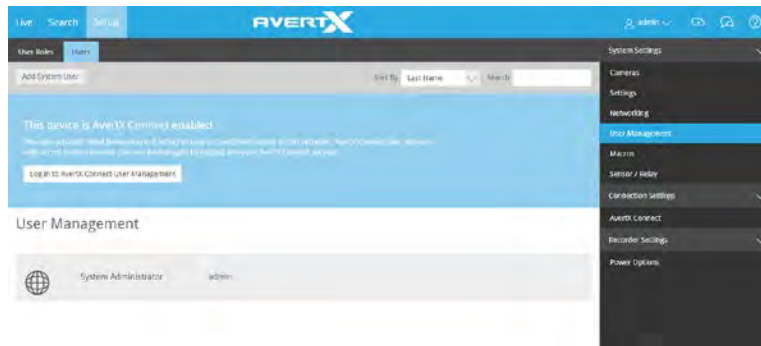 Live Search Setup
AVERTX
admin
User Roles Users
Add System User
Sort By Last Name Search
This device is AvertX Connect enabled
Log in to AvertX Connect User Management
User Management
System Administrator admin
System Settings
Cameras
Settings
Networking
User Management
Macros
Sensor / Relay
Connection Settings
AvertX Connect
Recorder Settings
Power Options